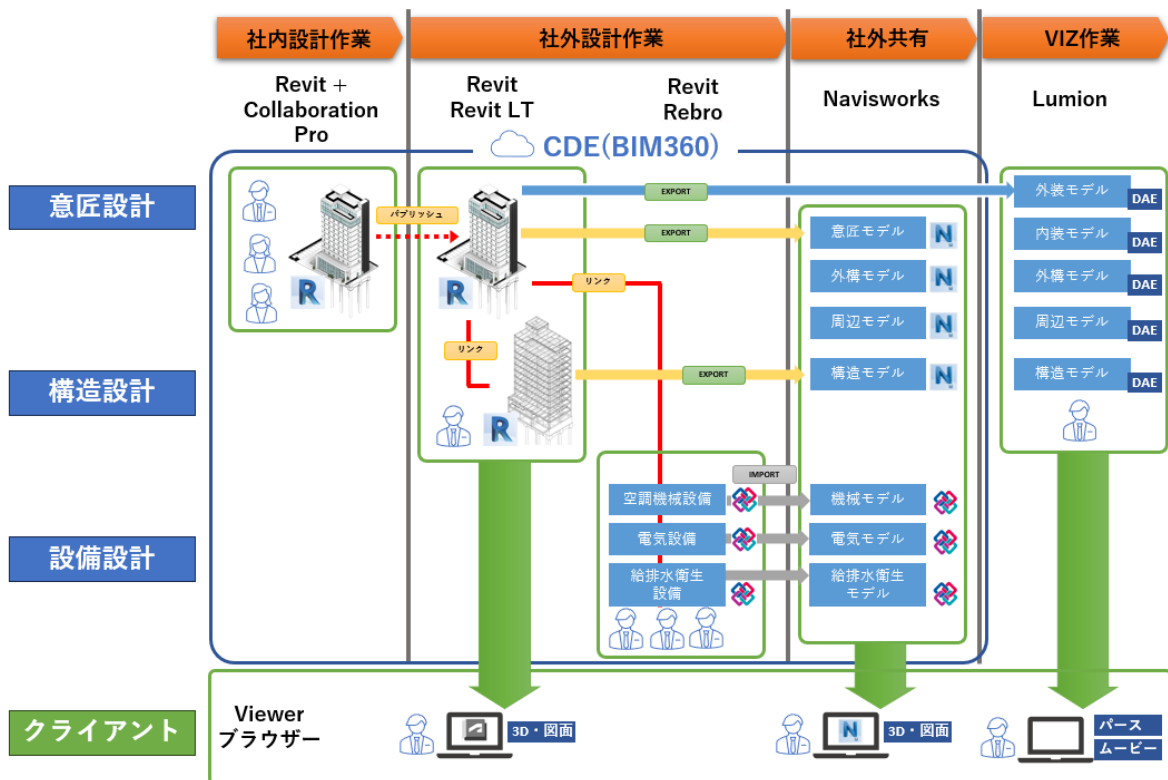 社内設計作業
社外設計作業
社外共有
VIZ作業
Revit +
Collaboration
Pro
Revit
Revit LT
Revit
Rebro
Navisworks
Lumion
CDE(BIM360)
意匠設計
パブリッシュ
R
R
EXPORT
EXPORT
リンク
意匠モデル
N
外構モデル
N
周辺モデル
N
外装モデル
DAE
内装モデル
DAE
外構モデル
DAE
周辺モデル
DAE
構造設計
リンク
R
EXPORT
構造モデル
N
構造モデル
DAE
設備設計
IMPORT
空調機械設備
機械モデル
電気設備
電気モデル
給排水衛生
設備
給排水衛生
モデル
クライアント
Viewer
ブラウザー
3D・図面
N
3D・図面
パース
ムービー